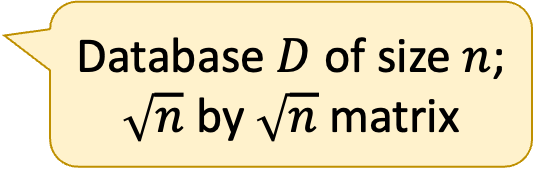 Database D of size n;
√n by √n matrix